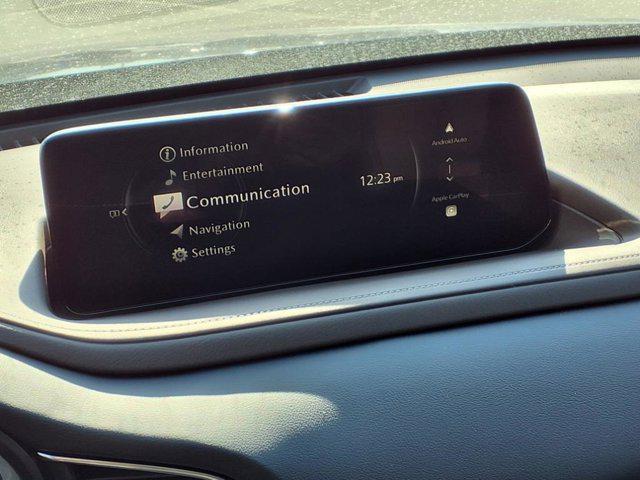 Information
Entertainment
Communication
Navigation
Settings
12:23 pm
Android Auto
Apple CarPlay